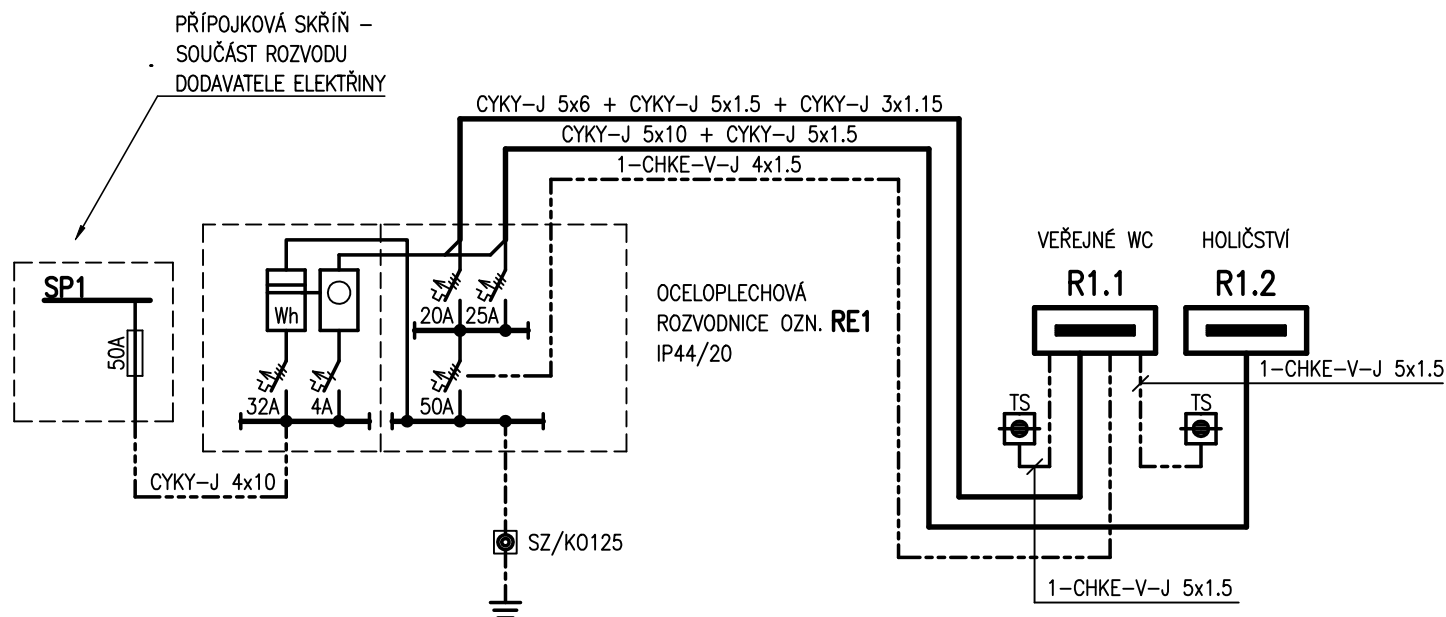 PŘÍPOJKOVÁ SKŘÍŇ –
SOUČÁST ROZVODU
DODAVATELE ELEKTŘINY
CYKY-J 5x6 + CYKY-J 5x1.5 + CYKY-J 3x1.15
CYKY-J 5x10 + CYKY-J 5x1.5
1-CHKE-V-J 4x1.5
VEŘEJNÉ WC
HOLIČSTVÍ
R1.1
R1.2
SP1
50A
Wh
20A
25A
OCELOPLECHOVÁ
ROZVODNICE OZN. RE1
IP44/20
32A
4A
50A
1-CHKE-V-J 5x1.5
TS
TS
CYKY-J 4x10
SZ/KO125
1-CHKE-V-J 5x1.5